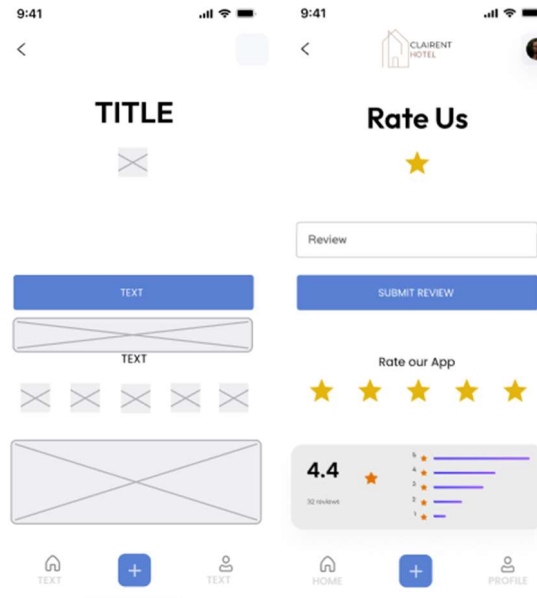 9:41
TITLE
TEXT
TEXT
TEXT
TEXT
9:41
CLAIRENT
HOTEL
Rate Us
Review
SUBMIT REVIEW
Rate our App
4.4
32 reviews
5
4
3
2
1
HOME
PROFILE